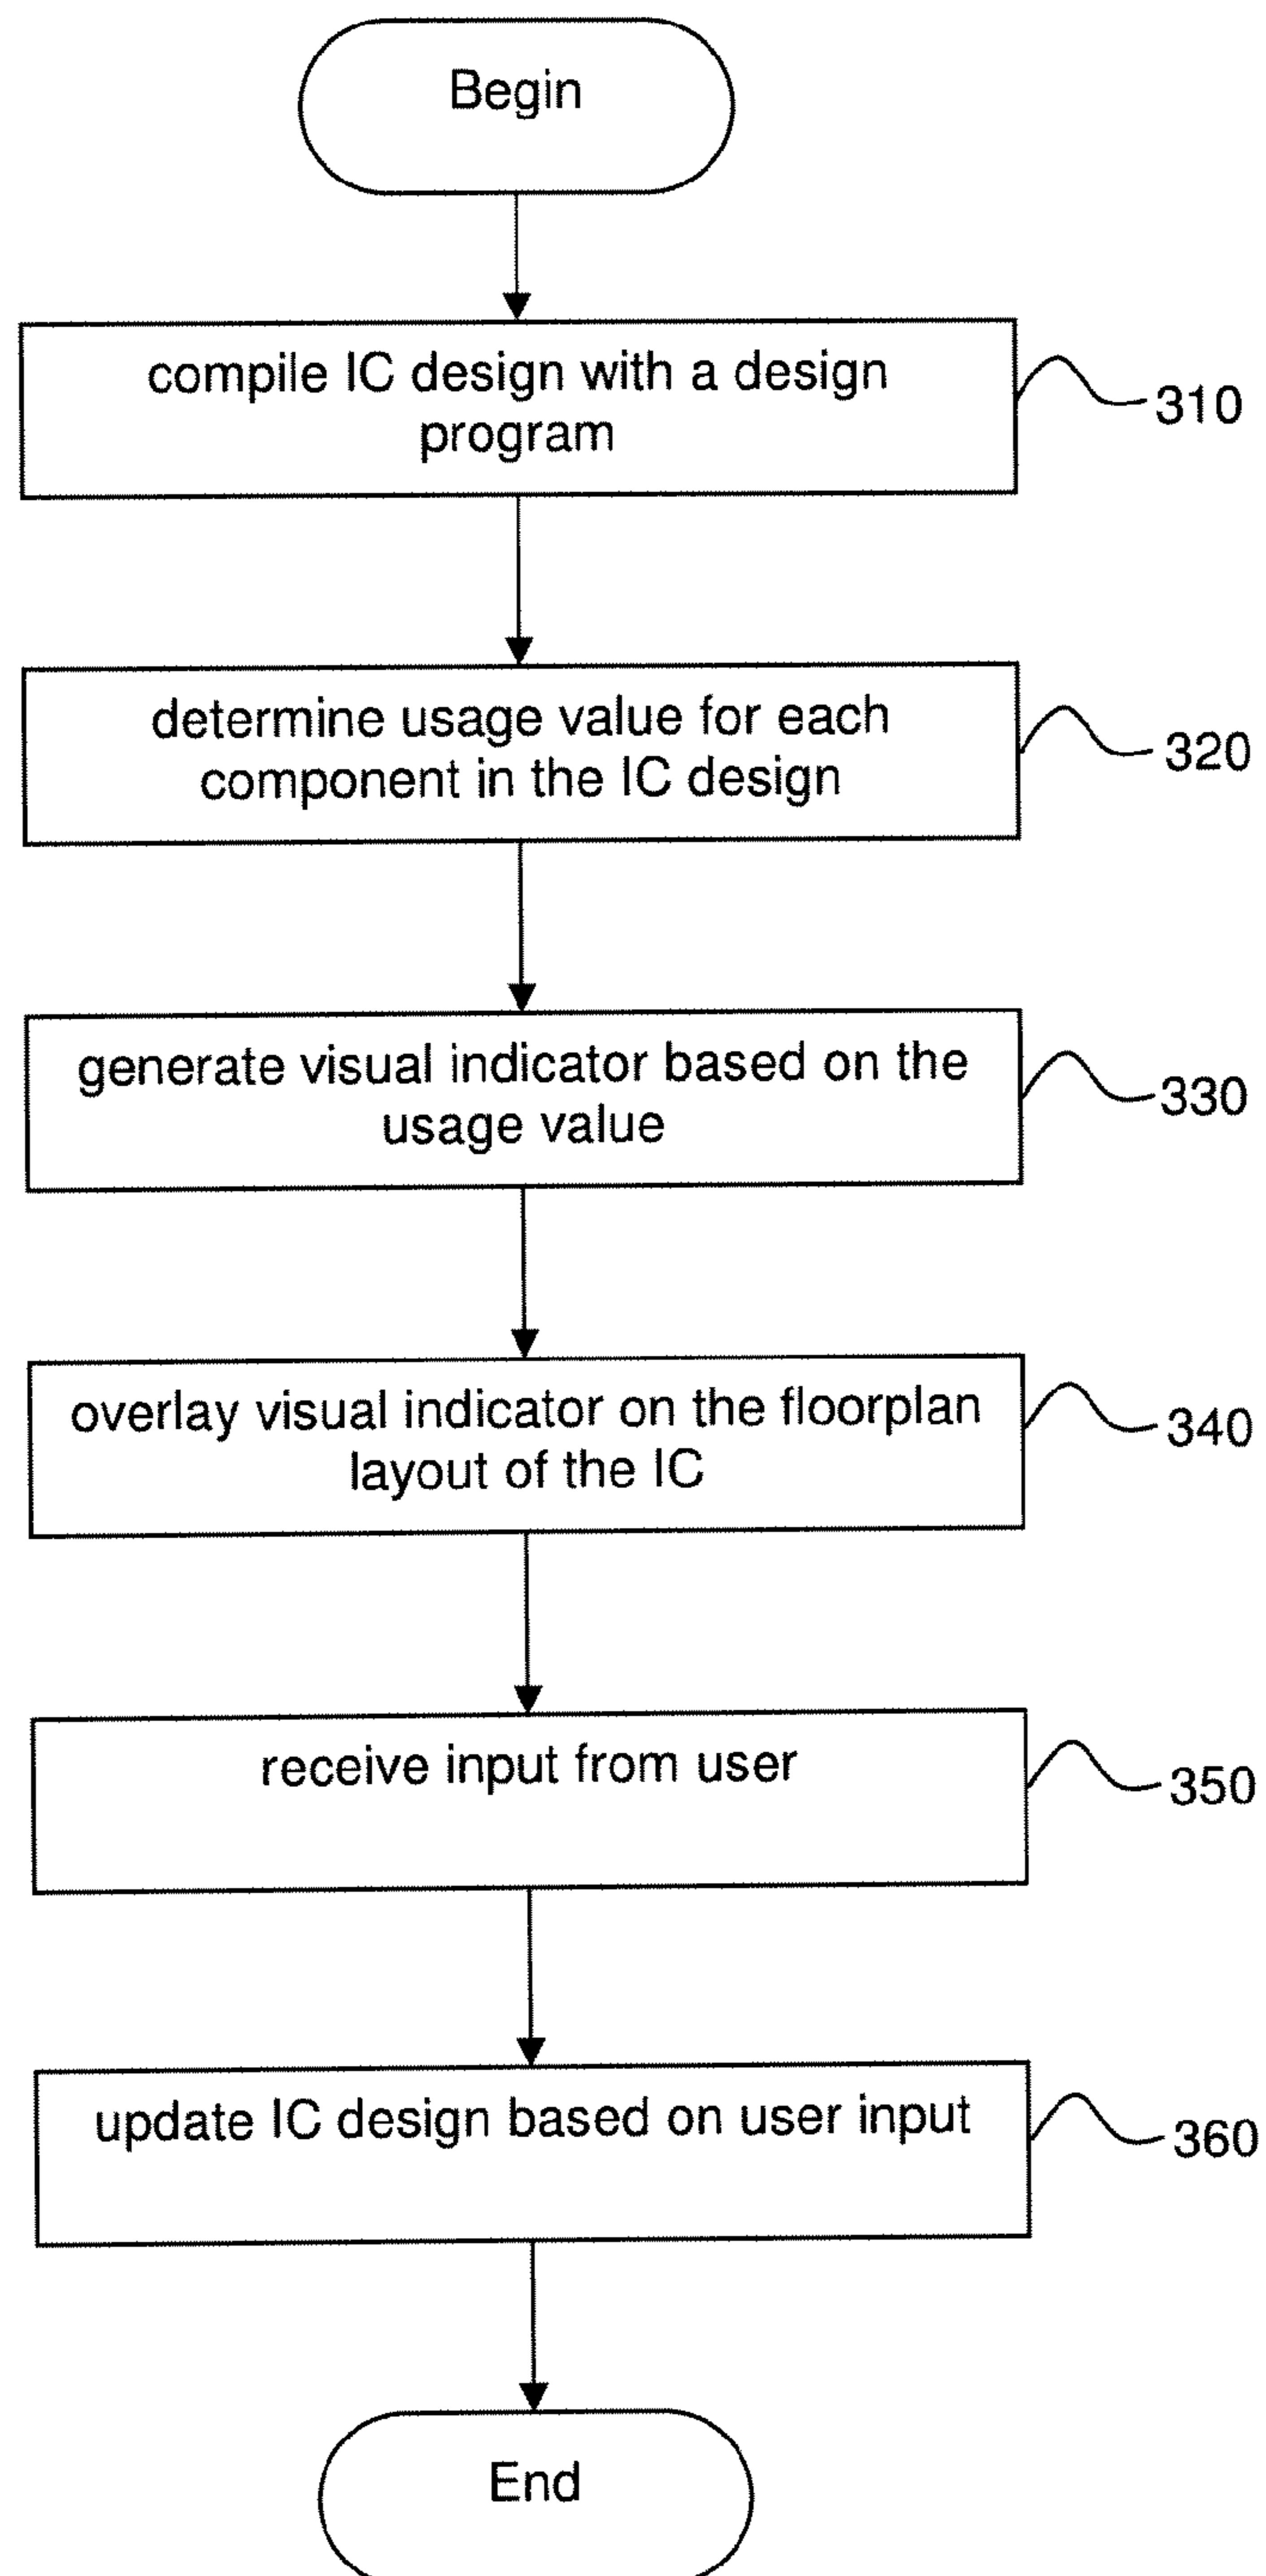 Begin
compile IC design with a design
program
310
determine usage value for each
component in the IC design
320
generate visual indicator based on the
usage value
330
overlay visual indicator on the floorplan
layout of the IC
340
receive input from user
350
update IC design based on user input
360
End